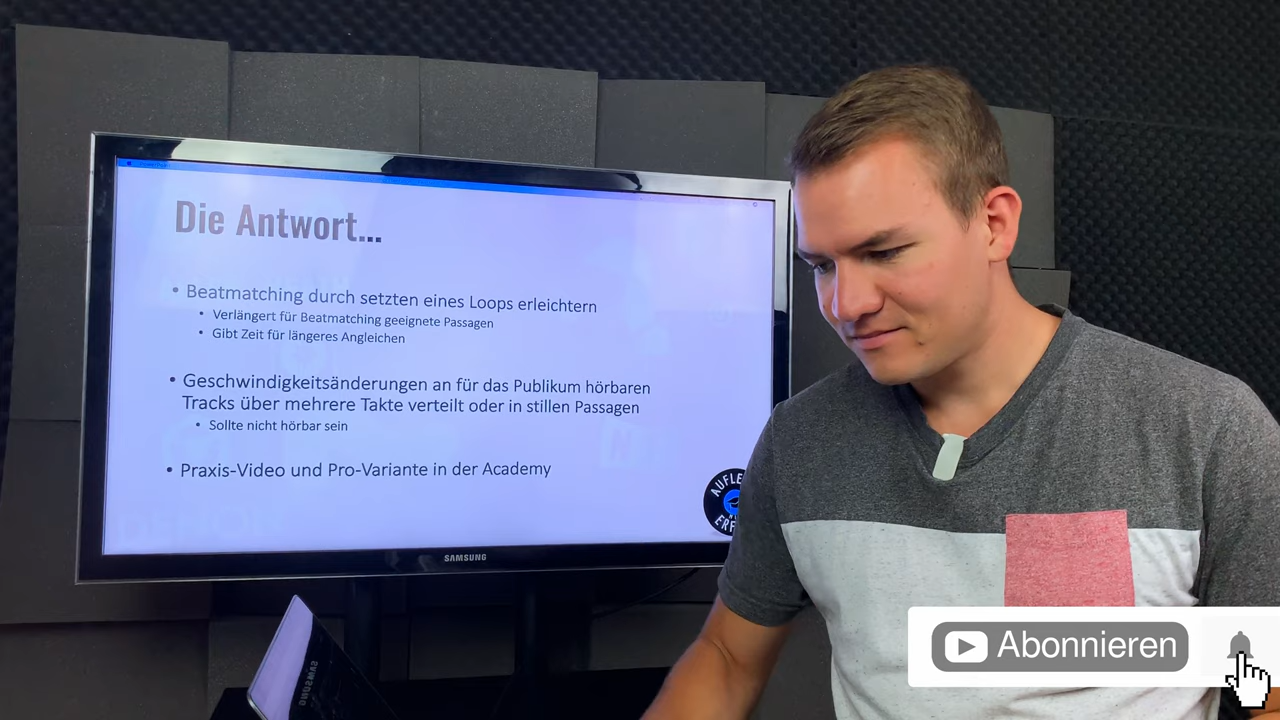 Die Antwort...
• Beatmatching durch setzten eines Loops erleichtern
• Verlängert für Beatmatching geeignete Passagen
• Gibt Zeit für längeres Angleichen
• Geschwindigkeitsänderungen an für das Publikum hörbaren
Tracks über mehrere Takte verteilt oder in stillen Passagen
• Sollte nicht hörbar sein
• Praxis-Video und Pro-Variante in der Academy
SAMSUNG
SAMSUNG
Abonnieren